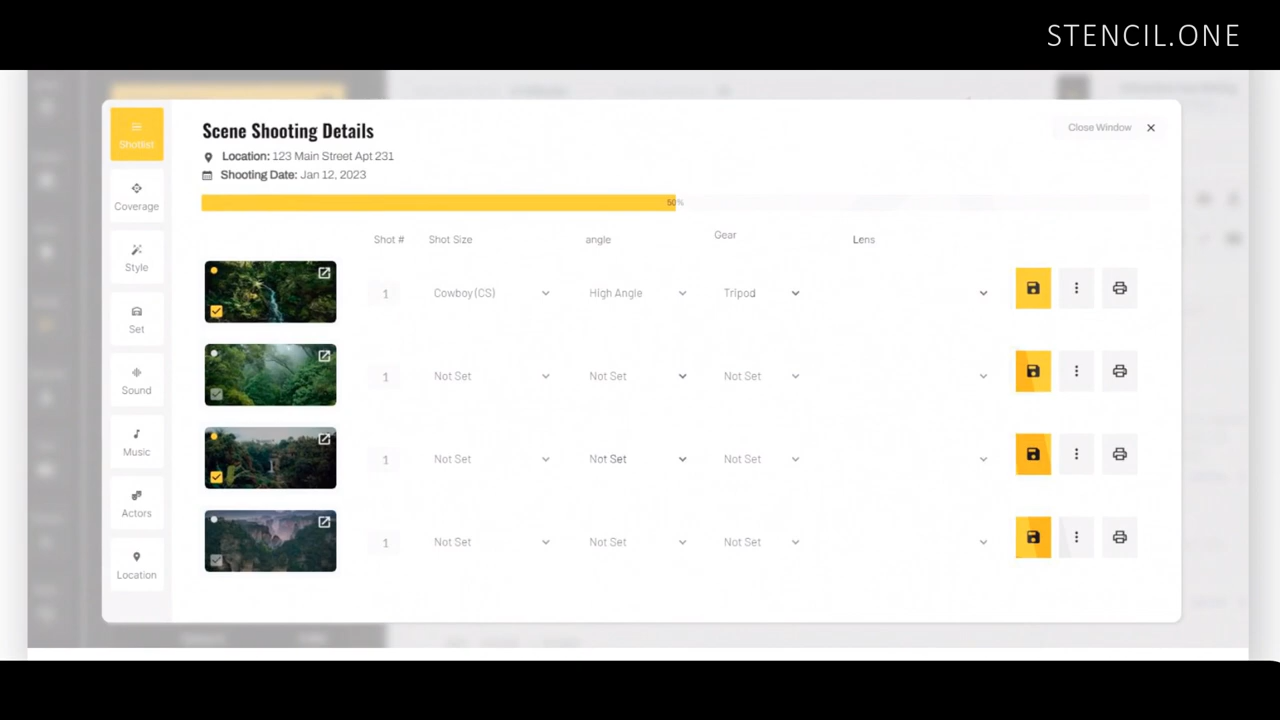 STENCIL.ONE
Shotlist
Coverage
Style
Set
Sound
Music
Actors
Location
Scene Shooting Details
Close Window
Location: 123 Main Street Apt 231
Shooting Date: Jan 12, 2023
50%
Shot # Shot Size angle Gear Lens
1 Cowboy (CS) High Angle Tripod
1 Not Set Not Set Not Set
1 Not Set Not Set Not Set
1 Not Set Not Set Not Set